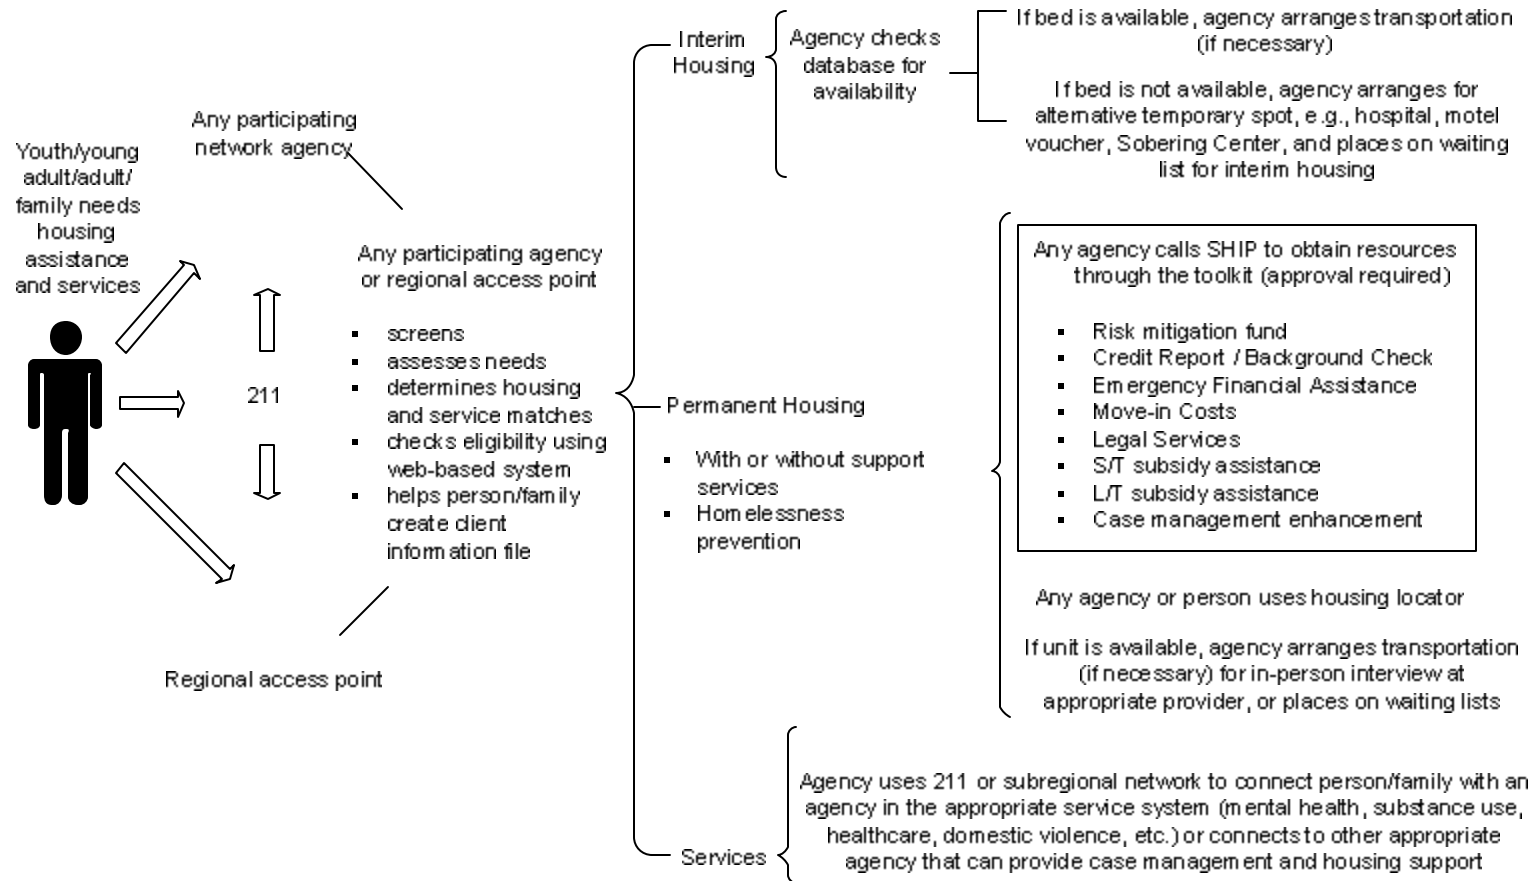 Youth/young
adult/adult/
family needs
housing
assistance
and services
Any participating
network agency
211
Regional access point
Any participating agency
or regional access point
▪ screens
▪ assesses needs
▪ determines housing
and service matches
▪ checks eligibility using
web-based system
▪ helps person/family
create client
information file
Interim
Housing
Agency checks
database for
availability
If bed is available, agency arranges transportation
(if necessary)
If bed is not available, agency arranges for
alternative temporary spot, e.g., hospital, motel
voucher, Sobering Center, and places on waiting
list for interim housing
Permanent Housing
▪ With or without support
services
▪ Homelessness
prevention
Any agency calls SHIP to obtain resources
through the toolkit (approval required)
▪ Risk mitigation fund
▪ Credit Report / Background Check
▪ Emergency Financial Assistance
▪ Move-in Costs
▪ Legal Services
▪ S/T subsidy assistance
▪ L/T subsidy assistance
▪ Case management enhancement
Any agency or person uses housing locator
If unit is available, agency arranges transportation
(if necessary) for in-person interview at
appropriate provider, or places on waiting lists
Services
Agency uses 211 or subregional network to connect person/family with an
agency in the appropriate service system (mental health, substance use,
healthcare, domestic violence, etc.) or connects to other appropriate
agency that can provide case management and housing support